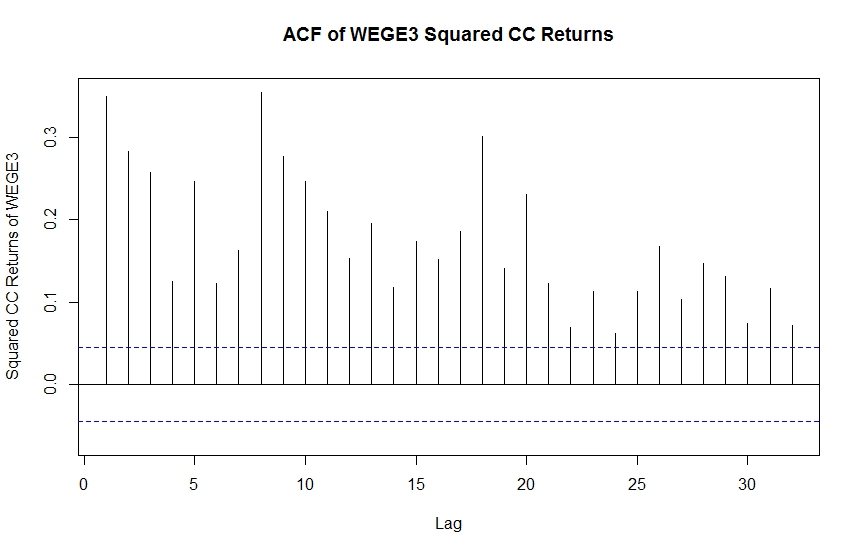 ACF of WEGE3 Squared CC Returns
Squared CC Returns of WEGE3
0.3
0.2
0.1
0.0
0 5 10 15 20 25 30
Lag